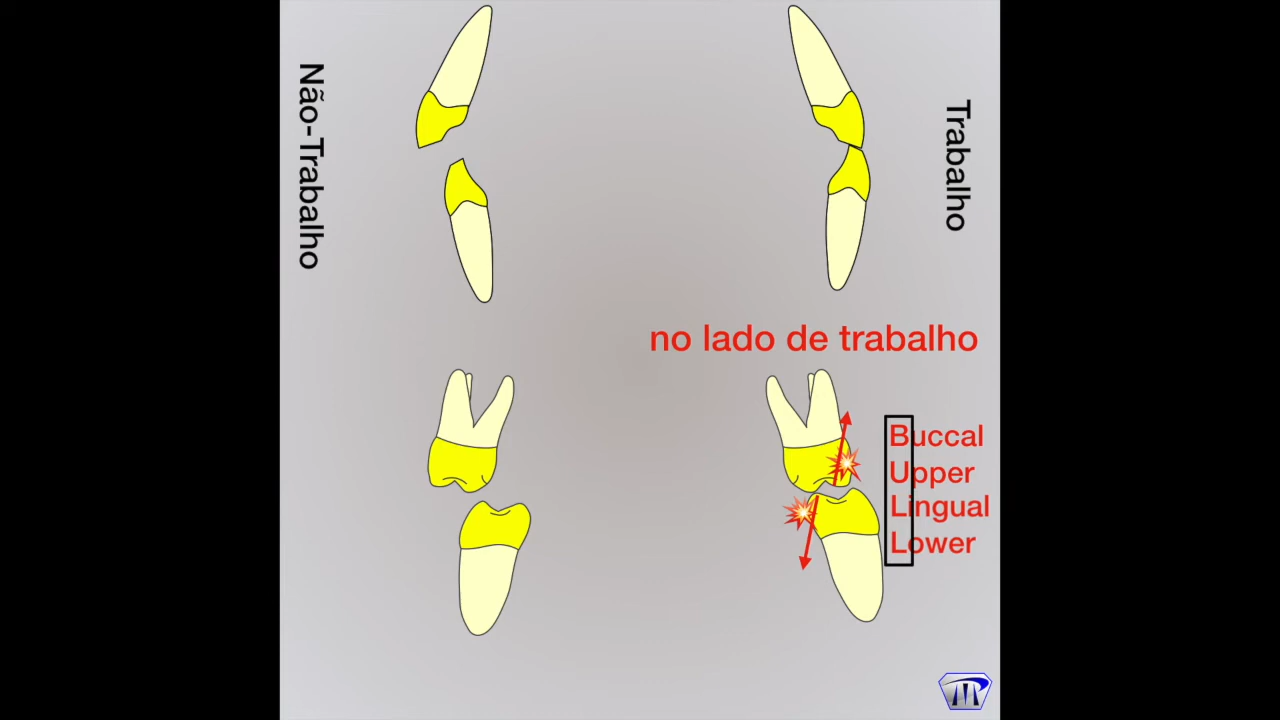 Não-Trabalho
Trabalho
no lado de trabalho
Buccal
Upper
Lingual
Lower